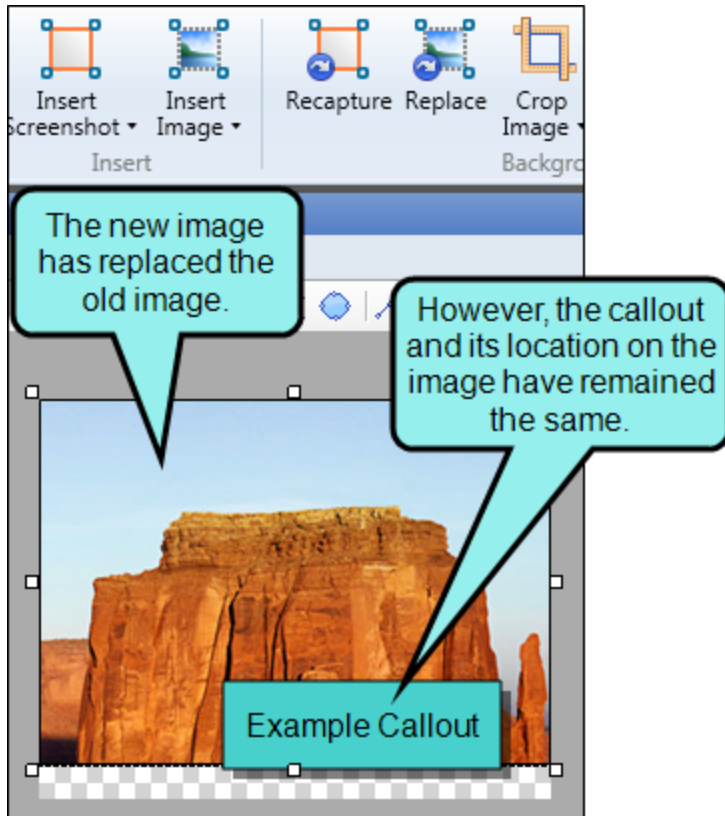 Insert
Screenshot
Insert
Image
Recapture
Replace
Crop
Image
Insert
The new image
has replaced the
old image.
However, the callout
and its location on the
image have remained
the same.
Example Callout